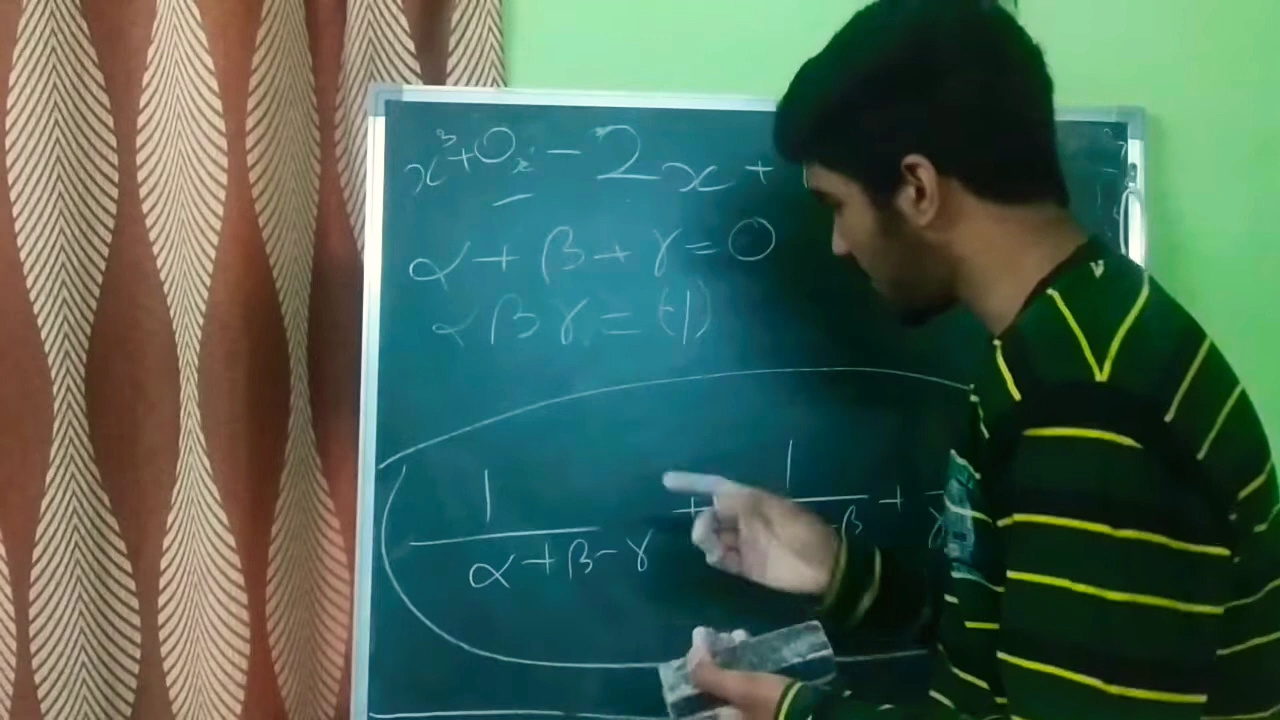 x³ + 0x² - 2x +
α + β + γ = 0
αβγ = (-1)
1/(α + β - γ) + 1/(-β) +